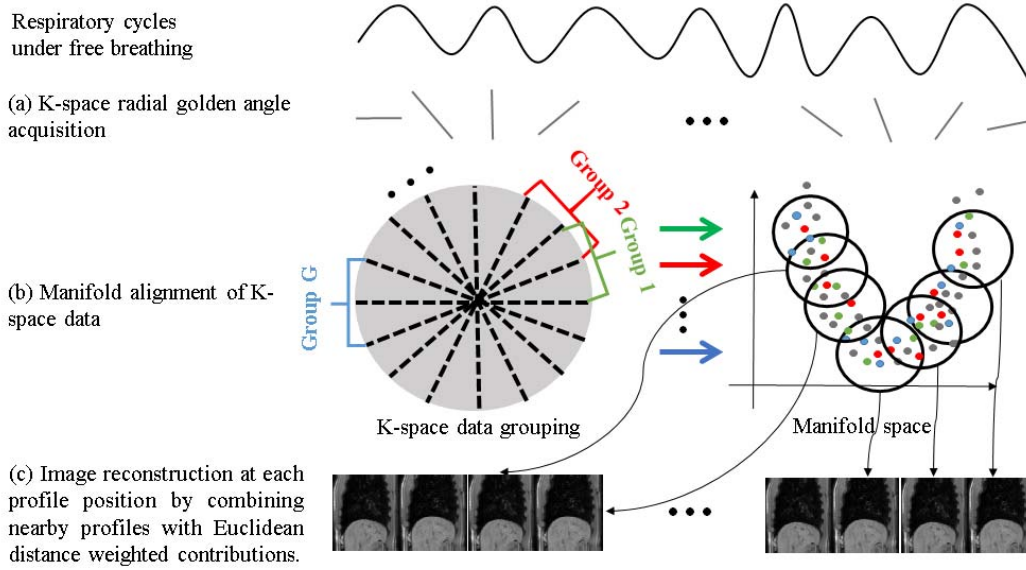 Respiratory cycles
under free breathing
(a) K-space radial golden angle
acquisition
Group 2
Group 1
Group G
(b) Manifold alignment of K-
space data
K-space data grouping
Manifold space
(c) Image reconstruction at each
profile position by combining
nearby profiles with Euclidean
distance weighted contributions.